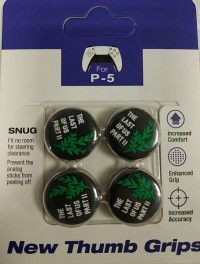 For
P-5
SNUG
Fit no room
for steering
clearance
Prevent the
analog
sticks from
peeling off
THE
LAST
OF US
PART II
THE
LAST
OF US
PART II
THE
LAST
OF US
PART II
THE
LAST
OF US
PART II
Increased
Comfort
Enhanced
Grip
Increased
Accuracy
New Thumb Grips